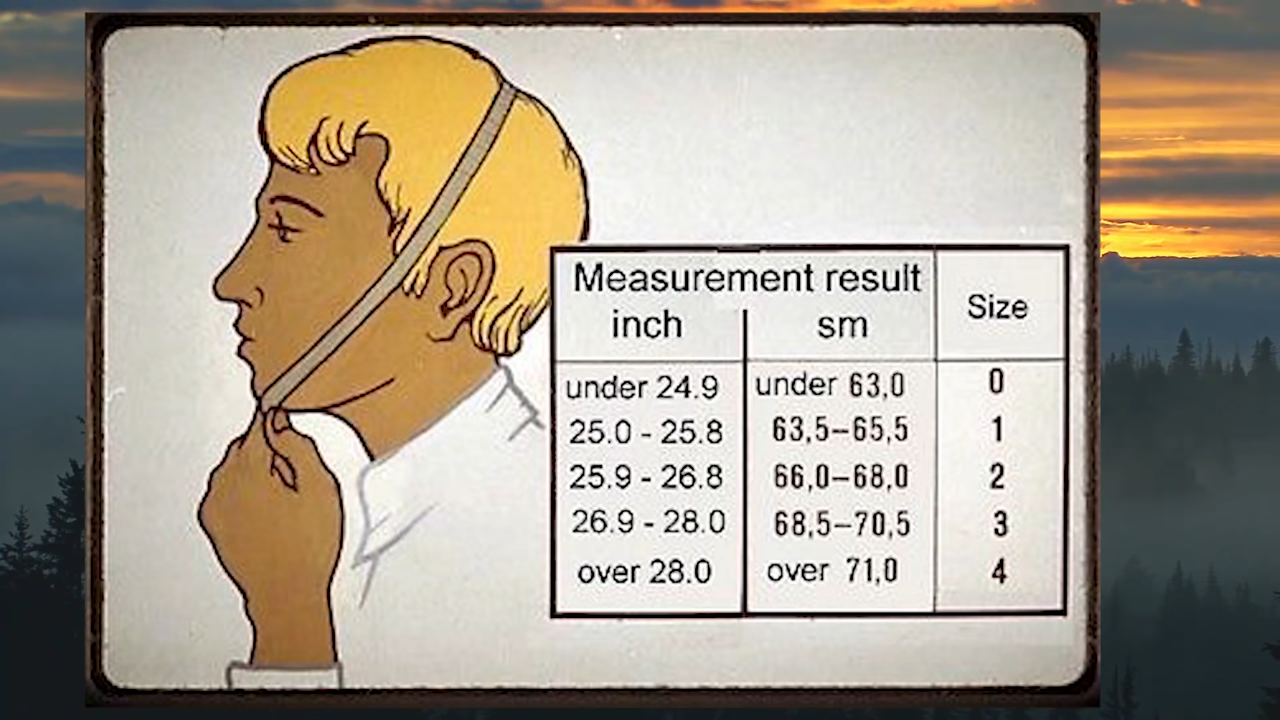 Measurement result
inch sm Size
under 24.9 under 63,0 0
25.0 - 25.8 63,5–65,5 1
25.9 - 26.8 66,0–68,0 2
26.9 - 28.0 68,5–70,5 3
over 28.0 over 71,0 4